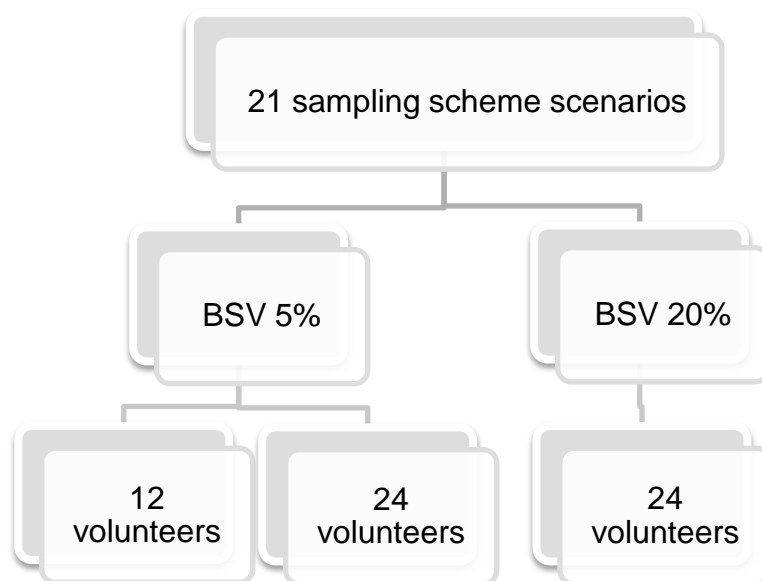 21 sampling scheme scenarios
BSV 5%
BSV 20%
12
volunteers
24
volunteers
24
volunteers